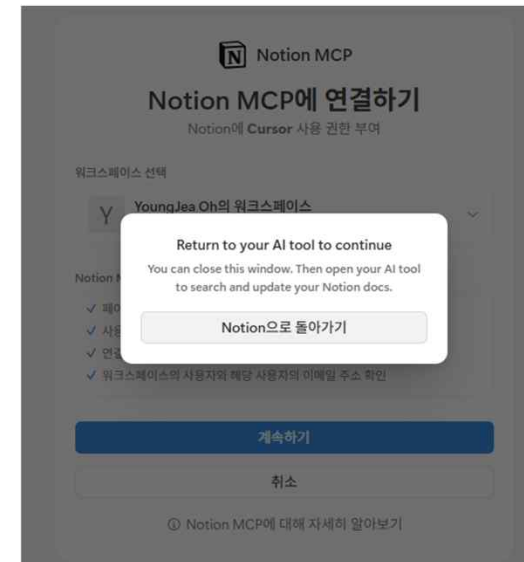 Notion MCP
Notion MCP에 연결하기
Notion에 Cursor 사용 권한 부여
워크스페이스 선택
Y
YoungJea Oh의 워크스페이스
Return to your AI tool to continue
You can close this window. Then open your AI tool
to search and update your Notion docs.
Notion으로 돌아가기
Notion
워크스페이스의 사용자와 해당 사용자의 이메일 주소 확인
계속하기
취소
Notion MCP에 대해 자세히 알아보기